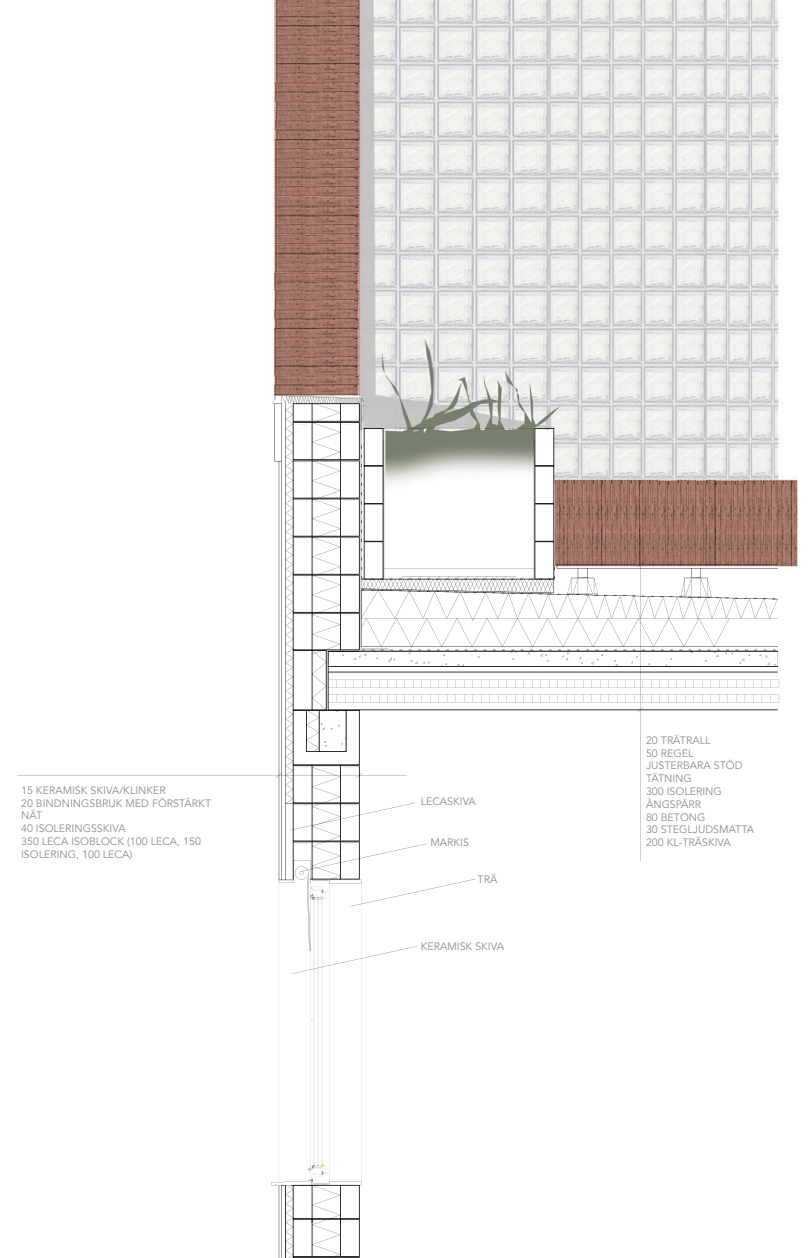 20 TRÄTRALL
50 REGEL
JUSTERBARA STÖD
TÄTNING
300 ISOLERING
ÅNGSPÄRR
80 BETONG
30 STEGLJUDSMATTA
200 KL-TRÄSKIVA
15 KERAMISK SKIVA/KLINKER
20 BINDNINGSBRUK MED FÖRSTÄRKT
NÄT
40 ISOLERINGSSKIVA
350 LECA ISOBLOCK (100 LECA, 150
ISOLERING, 100 LECA)
LECASKIVA
MARKIS
TRÄ
KERAMISK SKIVA